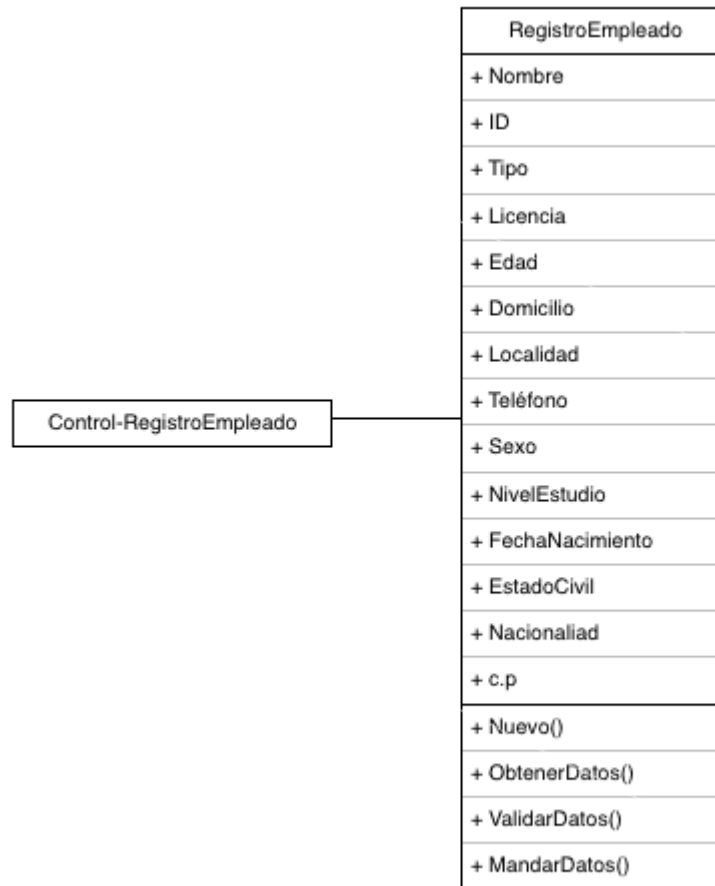 RegistroEmpleado
+ Nombre
+ ID
+ Tipo
+ Licencia
+ Edad
+ Domicilio
+ Localidad
+ Teléfono
+ Sexo
+ NivelEstudio
+ FechaNacimiento
+ EstadoCivil
+ Nacionaliad
+ c.p
+ Nuevo()
+ ObtenerDatos()
+ ValidarDatos()
+ MandarDatos()
Control-RegistroEmpleado